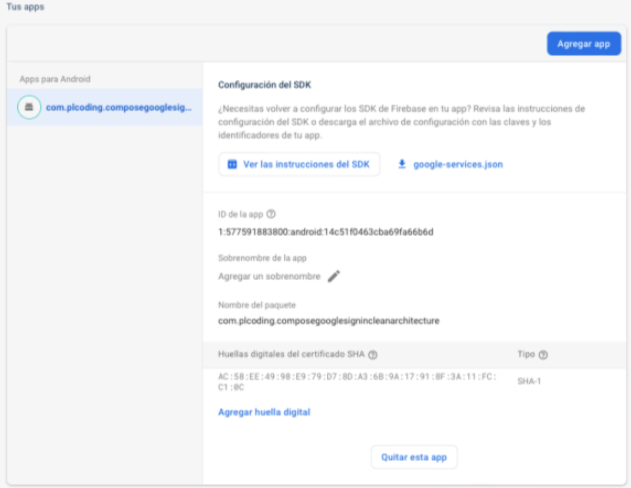 Tus apps
Agregar app
Apps para Android
com.plcoding.composegooglesig...
Configuración del SDK
¿Necesitas volver a configurar los SDK de Firebase en tu app? Revisa las instrucciones de
configuración del SDK o descarga el archivo de configuración con las claves y los
identificadores de tu app.
Ver las instrucciones del SDK
google-services.json
ID de la app
1:577591883800:android:14c51f0463cba69fa66b6d
Sobrenombre de la app
Agregar un sobrenombre
Nombre del paquete
com.plcoding.composegooglesignincleanarchitecture
Huellas digitales del certificado SHA
Tipo
AC:58:EE:49:98:E9:79:D7:8D:A3:6B:9A:17:91:8F:3A:11:FC:
C1:8C
SHA-1
Agregar huella digital
Quitar esta app